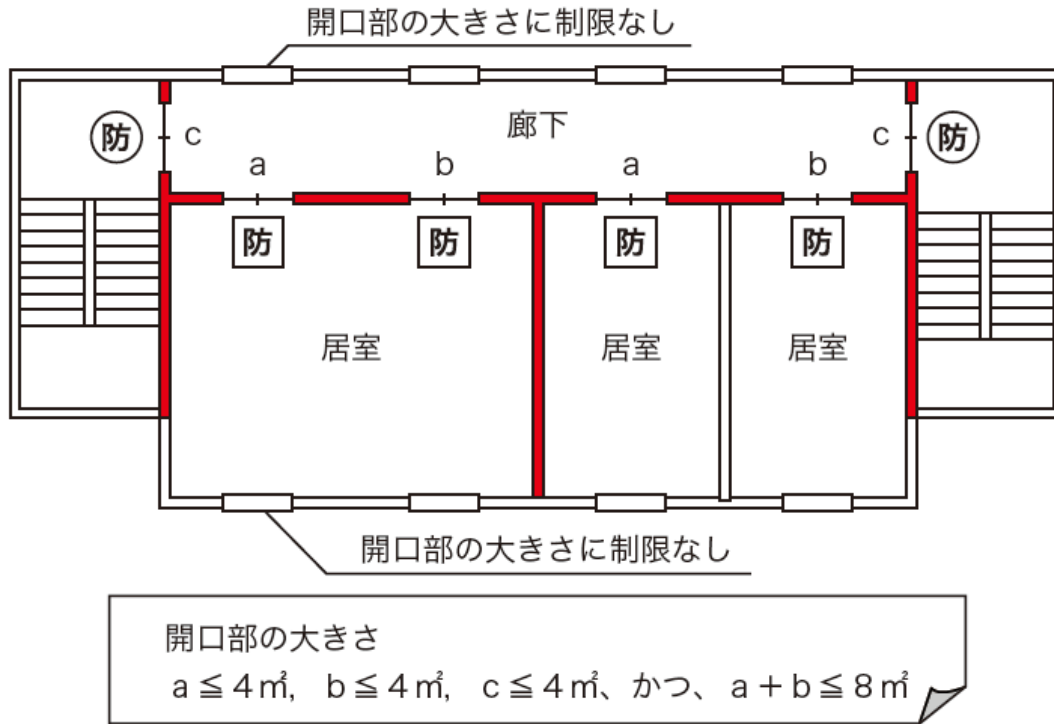 開口部の大きさに制限なし
廊下
防 c
c 防
a b a b
防 防 防 防
居室 居室 居室
開口部の大きさに制限なし
開口部の大きさ
a≦4㎡, b≦4㎡, c≦4㎡、かつ、a+b≦8㎡